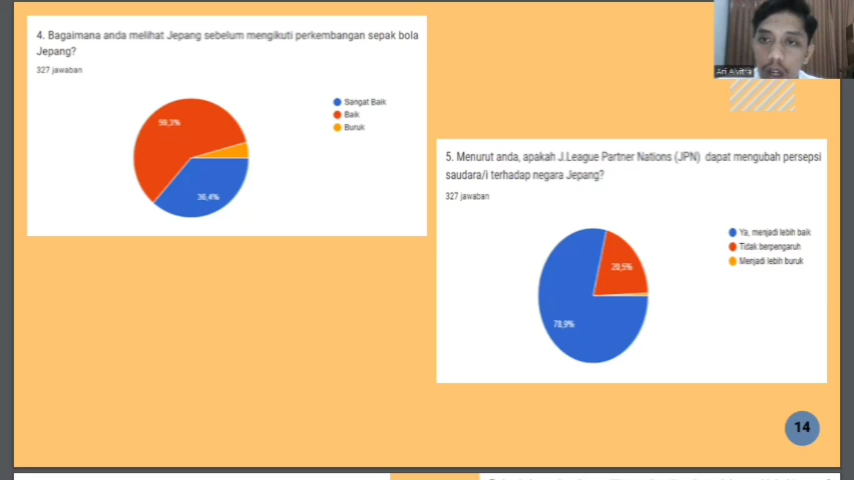 4. Bagaimana anda melihat Jepang sebelum mengikuti perkembangan sepak bola
Jepang?
327 jawaban
Sangat Baik
Baik
Buruk
59,3%
36,4%
Ari Alvitra
5. Menurut anda, apakah J.League Partner Nations (JPN) dapat mengubah persepsi
saudara/i terhadap negara Jepang?
327 jawaban
Ya, menjadi lebih baik
Tidak berpengaruh
Menjadi lebih buruk
20,5%
78,9%
14